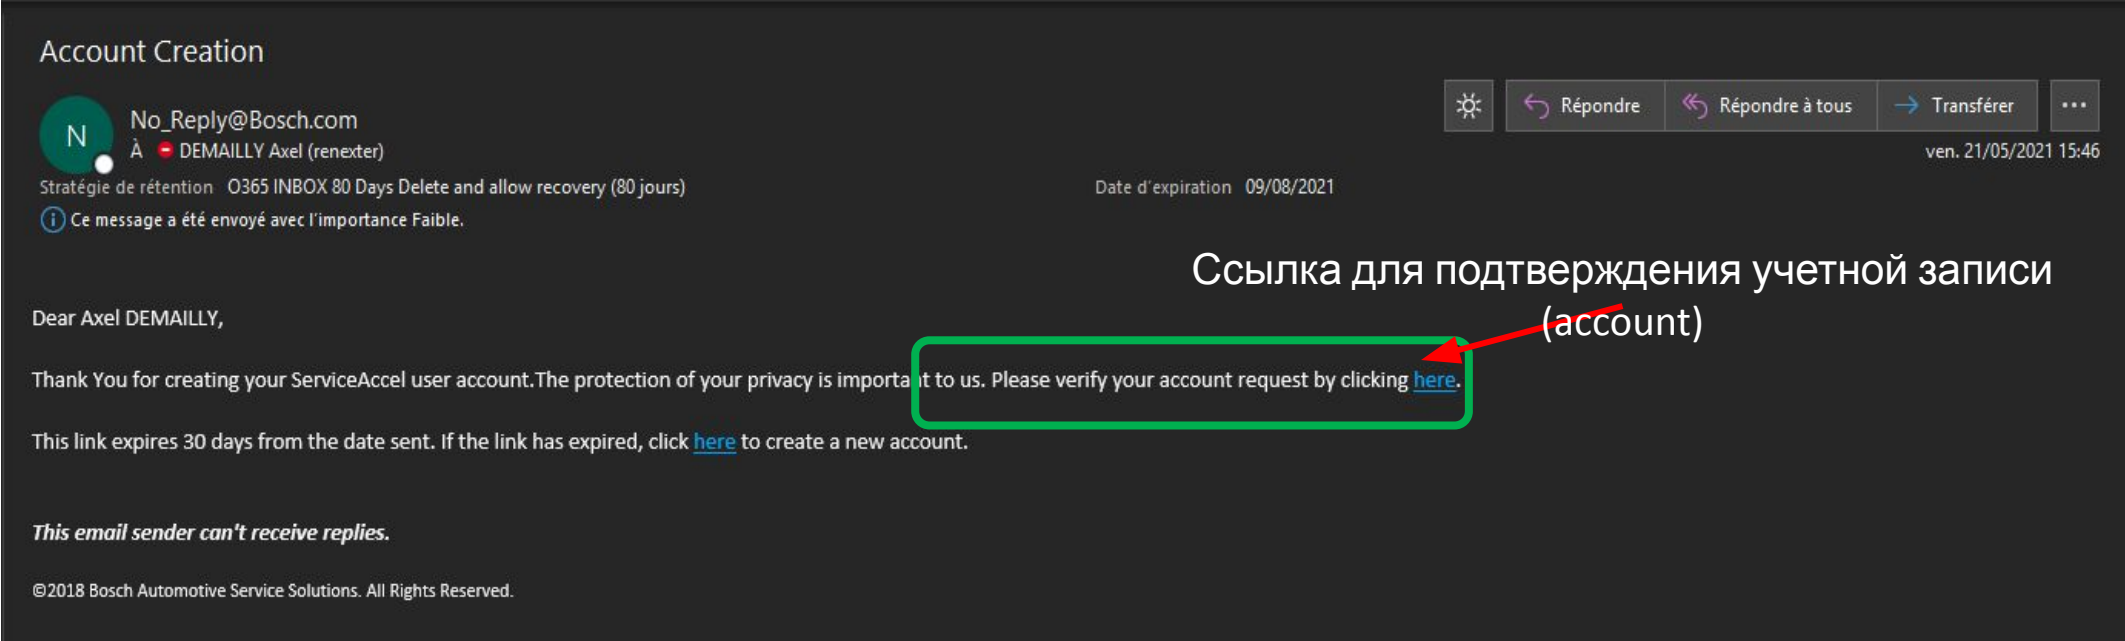 Account Creation
N
No_Reply@Bosch.com
À DEMAILLY Axel (renexter)
Répondre
Répondre à tous
Transférer
ven. 21/05/2021 15:46
Stratégie de rétention O365 INBOX 80 Days Delete and allow recovery (80 jours)
Date d'expiration 09/08/2021
Ce message a été envoyé avec l'importance Faible.
Ссылка для подтверждения учетной записи
(account)
Dear Axel DEMAILLY,
Thank You for creating your ServiceAccel user account.The protection of your privacy is important to us. Please verify your account request by clicking here.
This link expires 30 days from the date sent. If the link has expired, click here to create a new account.
This email sender can't receive replies.
©2018 Bosch Automotive Service Solutions. All Rights Reserved.